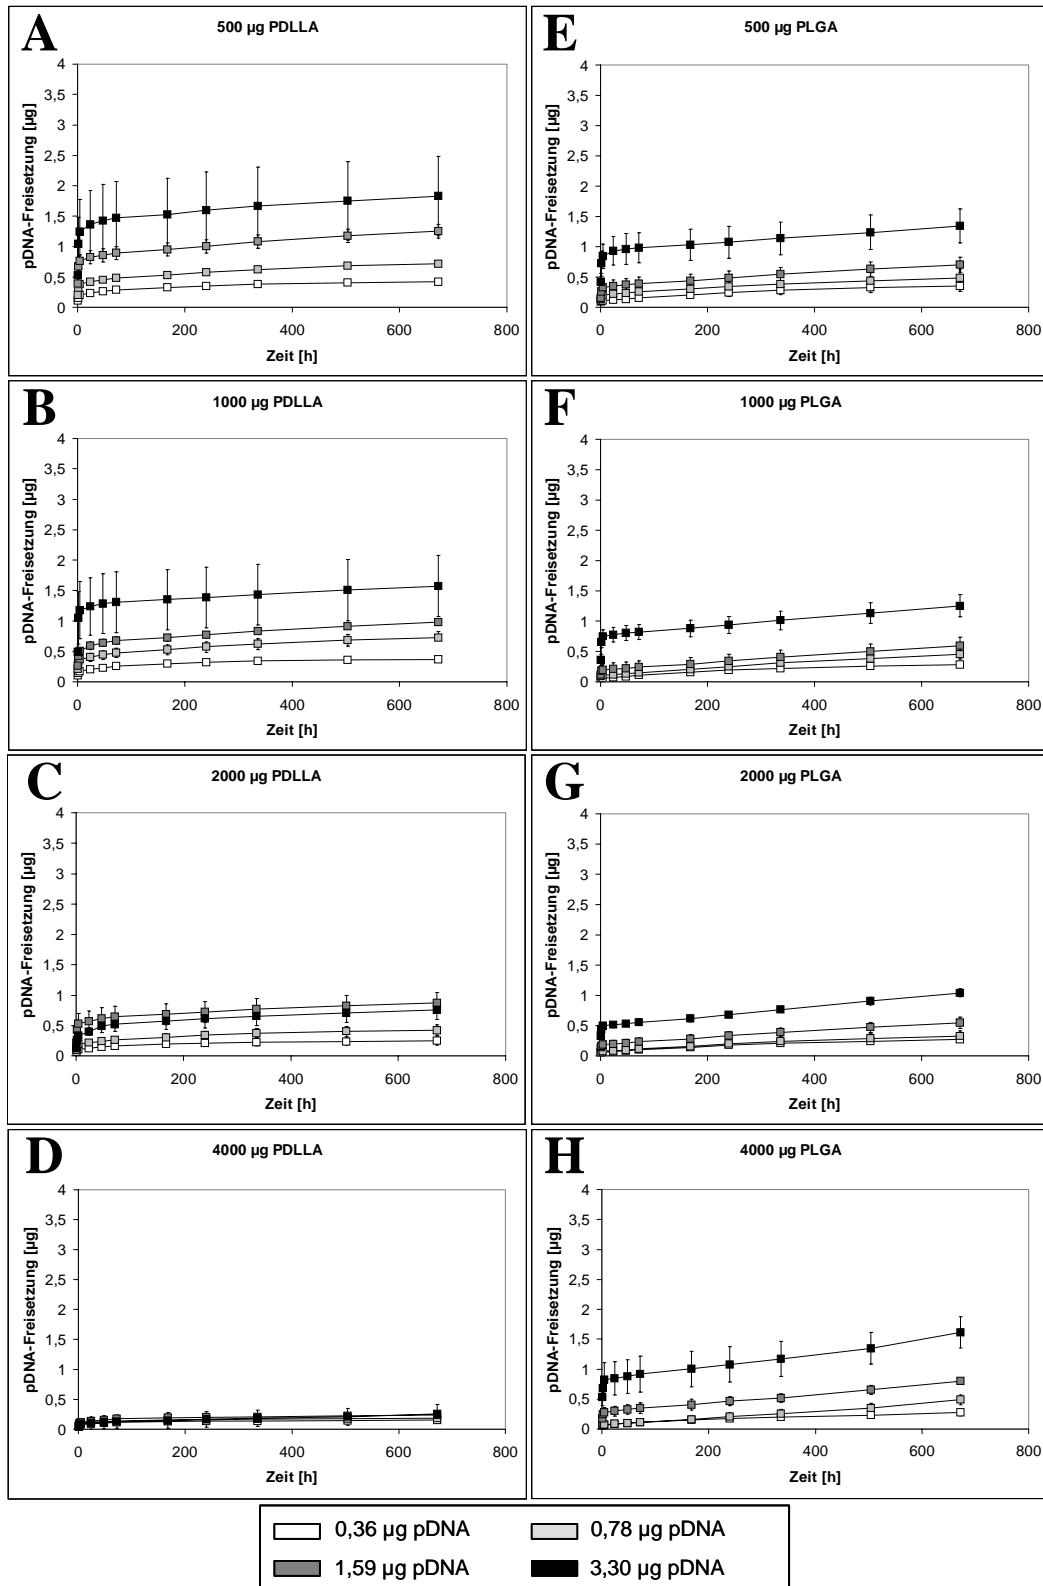 A
500 µg PDLLA
pDNA-Freisetzung [µg]
4
3,5
3
2,5
2
1,5
1
0,5
0
0 200 400 600 800
Zeit [h]
E
500 µg PLGA
pDNA-Freisetzung [µg]
4
3,5
3
2,5
2
1,5
1
0,5
0
0 200 400 600 800
Zeit [h]
B
1000 µg PDLLA
pDNA-Freisetzung [µg]
4
3,5
3
2,5
2
1,5
1
0,5
0
0 200 400 600 800
Zeit [h]
F
1000 µg PLGA
pDNA-Freisetzung [µg]
4
3,5
3
2,5
2
1,5
1
0,5
0
0 200 400 600 800
Zeit [h]
C
2000 µg PDLLA
pDNA-Freisetzung [µg]
4
3,5
3
2,5
2
1,5
1
0,5
0
0 200 400 600 800
Zeit [h]
G
2000 µg PLGA
pDNA-Freisetzung [µg]
4
3,5
3
2,5
2
1,5
1
0,5
0
0 200 400 600 800
Zeit [h]
D
4000 µg PDLLA
pDNA-Freisetzung [µg]
4
3,5
3
2,5
2
1,5
1
0,5
0
0 200 400 600 800
Zeit [h]
H
4000 µg PLGA
pDNA-Freisetzung [µg]
4
3,5
3
2,5
2
1,5
1
0,5
0
0 200 400 600 800
Zeit [h]
0,36 µg pDNA 0,78 µg pDNA
1,59 µg pDNA 3,30 µg pDNA